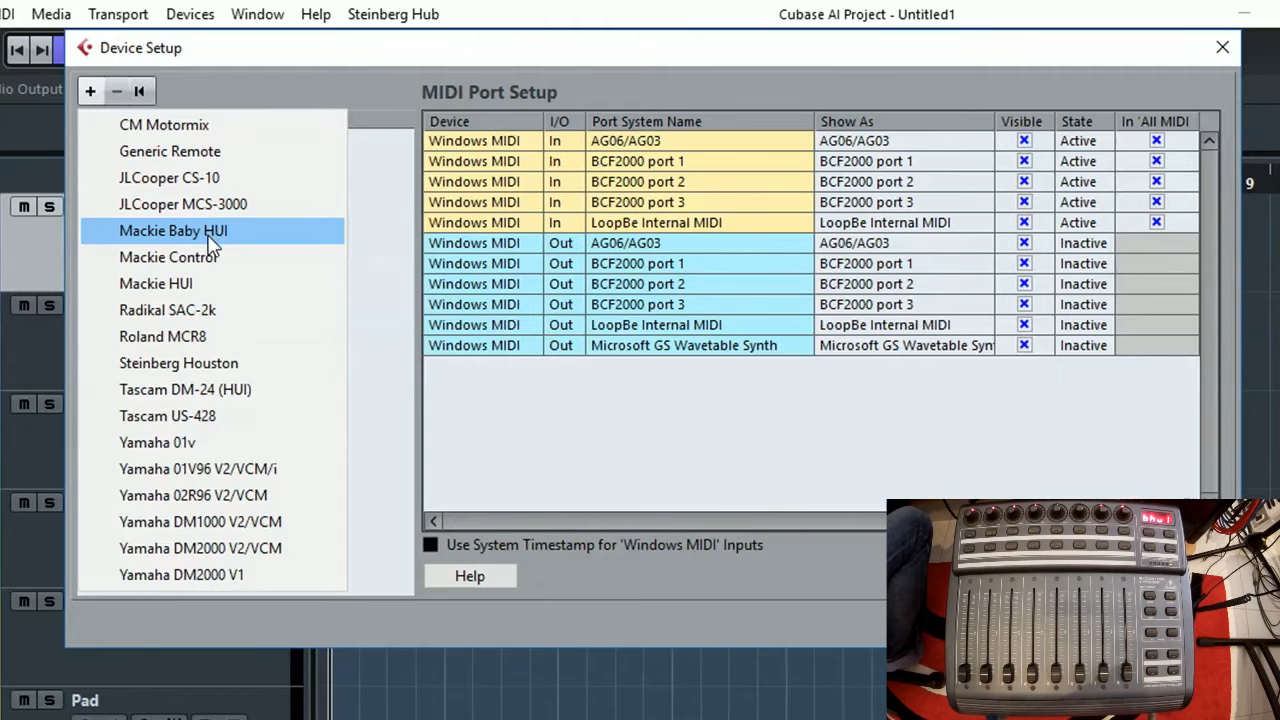 DI Media Transport Devices Window Help Steinberg Hub Cubase AI Project - Untitled1
Device Setup
dio Output
MIDI Port Setup
CM Motormix
Generic Remote
JLCooper CS-10
JLCooper MCS-3000
Mackie Baby HUI
Mackie Control
Mackie HUI
Radikal SAC-2k
Roland MCR8
Steinberg Houston
Tascam DM-24 (HUI)
Tascam US-428
Yamaha 01v
Yamaha 01V96 V2/VCM/i
Yamaha 02R96 V2/VCM
Yamaha DM1000 V2/VCM
Yamaha DM2000 V2/VCM
Yamaha DM2000 V1
Device I/O Port System Name Show As Visible State In 'All MIDI
Windows MIDI In AG06/AG03 AG06/AG03 Active
Windows MIDI In BCF2000 port 1 BCF2000 port 1 Active
Windows MIDI In BCF2000 port 2 BCF2000 port 2 Active
Windows MIDI In BCF2000 port 3 BCF2000 port 3 Active
Windows MIDI In LoopBe Internal MIDI LoopBe Internal MIDI Active
Windows MIDI Out AG06/AG03 AG06/AG03 Inactive
Windows MIDI Out BCF2000 port 1 BCF2000 port 1 Inactive
Windows MIDI Out BCF2000 port 2 BCF2000 port 2 Inactive
Windows MIDI Out BCF2000 port 3 BCF2000 port 3 Inactive
Windows MIDI Out LoopBe Internal MIDI LoopBe Internal MIDI Inactive
Windows MIDI Out Microsoft GS Wavetable Synth Microsoft GS Wavetable Syn Inactive
Use System Timestamp for 'Windows MIDI' Inputs
Help
9
m s
m s
m s
m s
m s
m s Pad
bhui